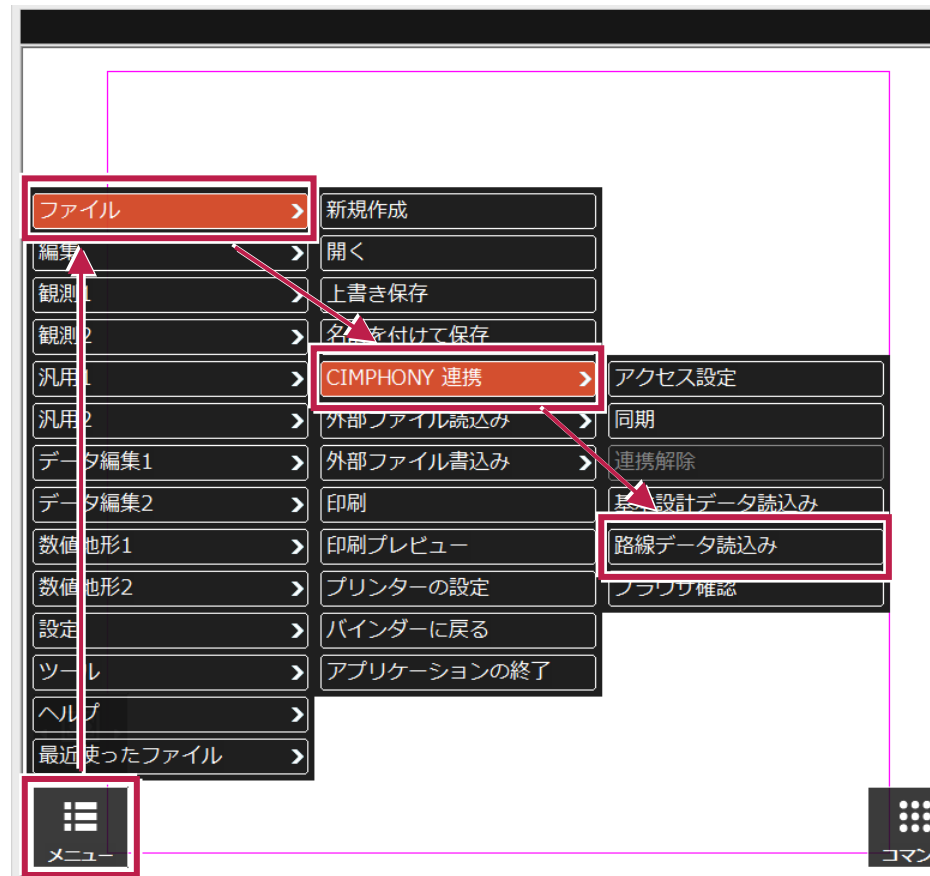 ファイル
編集
観測1
観測2
汎用1
汎用2
データ編集1
データ編集2
数値地形1
数値地形2
設定
ツール
ヘルプ
最近使ったファイル
メニュー
新規作成
開く
上書き保存
名前を付けて保存
CIMPHONY 連携
外部ファイル読込み
外部ファイル書込み
印刷
印刷プレビュー
プリンターの設定
バインダーに戻る
アプリケーションの終了
アクセス設定
同期
連携解除
基本設計データ読込み
路線データ読込み
ブラウザ確認
コマン